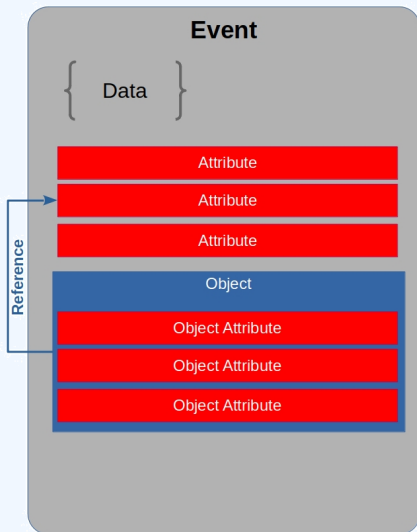 Event
{ Data }
Attribute
Attribute
Attribute
Reference
Object
Object Attribute
Object Attribute
Object Attribute